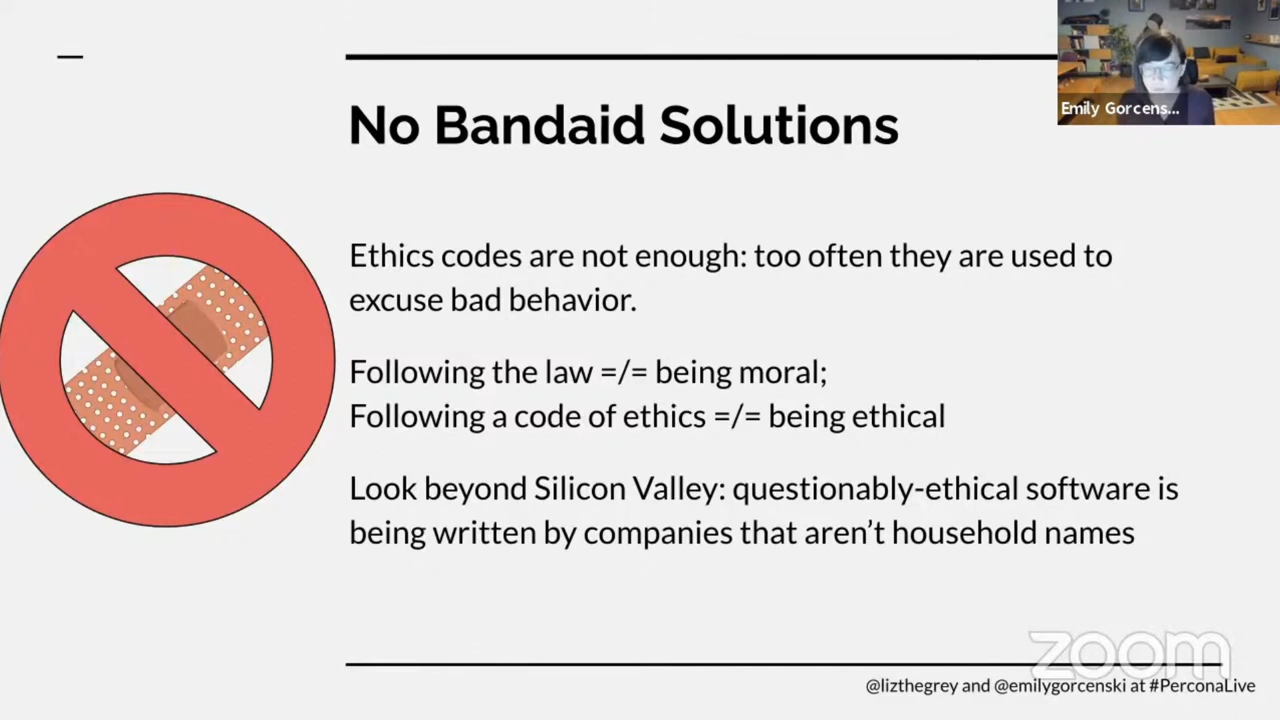 Emily Gorcens...
No Bandaid Solutions
Ethics codes are not enough: too often they are used to
excuse bad behavior.
Following the law =/= being moral;
Following a code of ethics =/= being ethical
Look beyond Silicon Valley: questionably-ethical software is
being written by companies that aren’t household names
zoom
@lizthegrey and @emilygorcenski at #PerconaLive